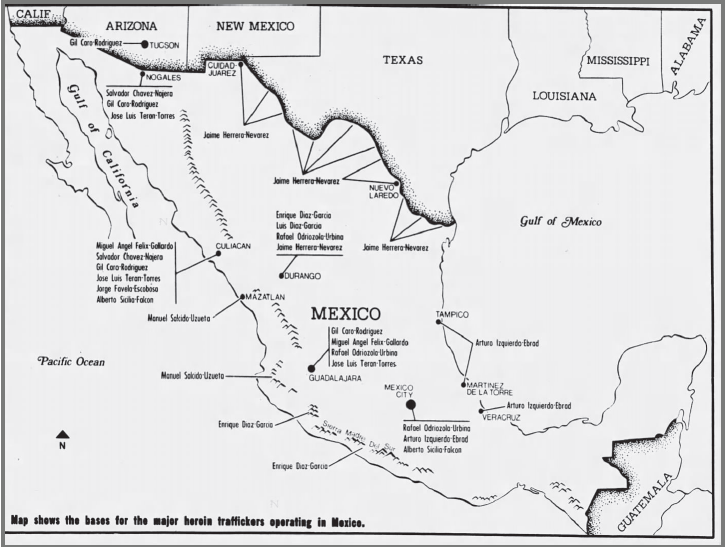 CALIF.
ARIZONA
NEW MEXICO
TEXAS
MISSISSIPPI
ALABAMA
LOUISIANA
Gil Caro-Rodriguez
TUCSON
NOGALES
Salvador Chavez-Najera
Gil Caro-Rodriguez
Jose Luis Teran-Torres
CUIDAD-
JUAREZ
Jaime Herrera-Nevarez
Jaime Herrera-Nevarez
NUEVO
LAREDO
Jaime Herrera-Nevarez
Gulf of California
Gulf of Mexico
Enrique Diaz-Garcia
Luis Diaz-Garcia
Rafael Odriozola-Urbina
Jaime Herrera-Nevarez
DURANGO
Miguel Angel Felix-Gallardo
Salvador Chavez-Najera
Gil Caro-Rodriguez
Jose Luis Teran-Torres
Jorge Favela-Escobosa
Alberto Sicilia-Falcon
CULIACAN
MAZATLAN
Manuel Salcido-Uzueta
MEXICO
Gil Caro-Rodriguez
Miguel Angel Felix-Gallardo
Rafael Odriozola-Urbina
Jose Luis Teran-Torres
GUADALAJARA
TAMPICO
Arturo Izquierdo-Ebrad
MARTINEZ
DE LA TORRE
Arturo Izquierdo-Ebrad
VERACRUZ
Pacific Ocean
Manuel Salcido-Uzueta
MEXICO
CITY
Rafael Odriozola-Urbina
Arturo Izquierdo-Ebrad
Alberto Sicilia-Falcon
Enrique Diaz-Garcia
Sierra Madre Del Sur
Enrique Diaz-Garcia
N
GUATEMALA
Map shows the bases for the major heroin traffickers operating in Mexico.